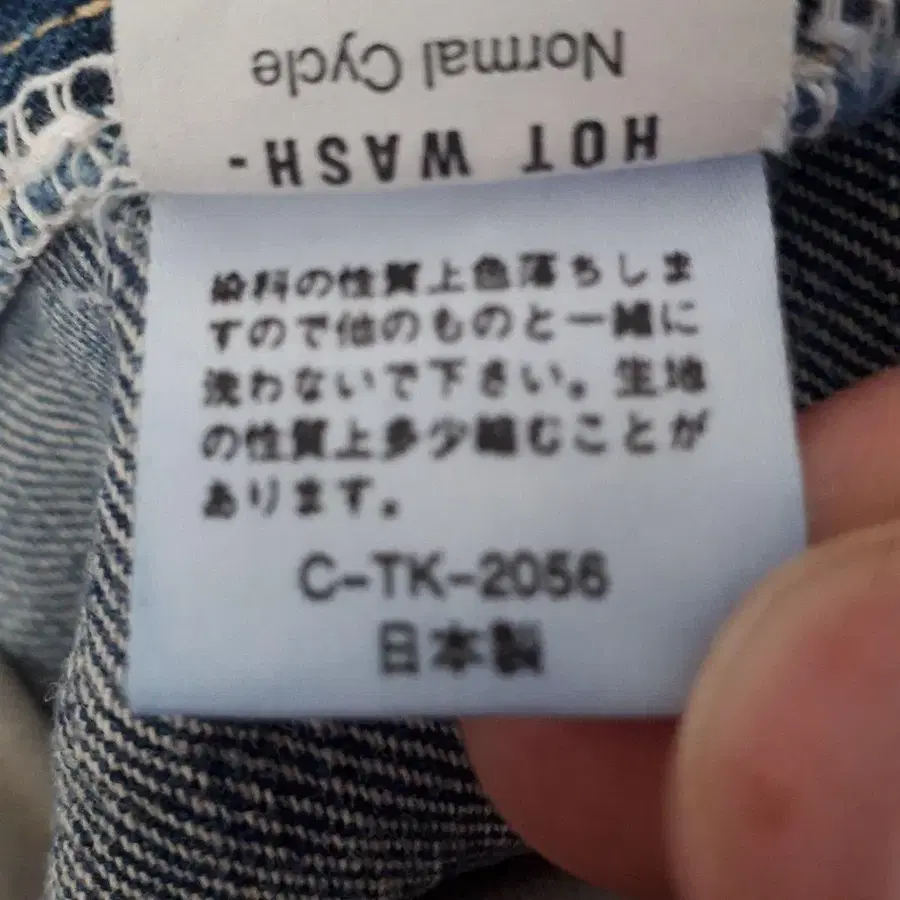 Normal Cycle
HOT WASH-
染料の性質上色落ちしま
すので他のものと一緒に
洗わないで下さい。生地
の性質上多少縮むことが
あります。
C-TK-2056
日本製